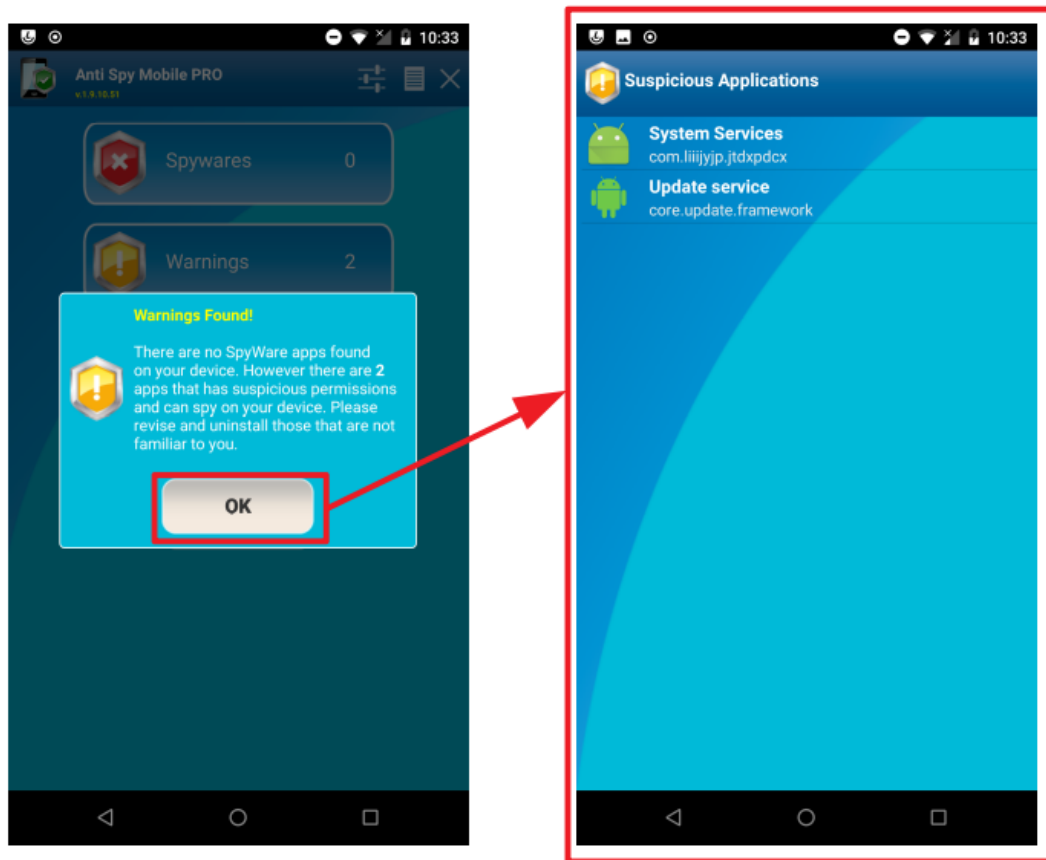 10:33
Anti Spy Mobile PRO
v.1.9.10.51
Spywares 0
Warnings 2
Warnings Found!
There are no SpyWare apps found
on your device. However there are 2
apps that has suspicious permissions
and can spy on your device. Please
revise and uninstall those that are not
familiar to you.
OK
10:33
Suspicious Applications
System Services
com.liiijyjp.jtdxpdcx
Update service
core.update.framework